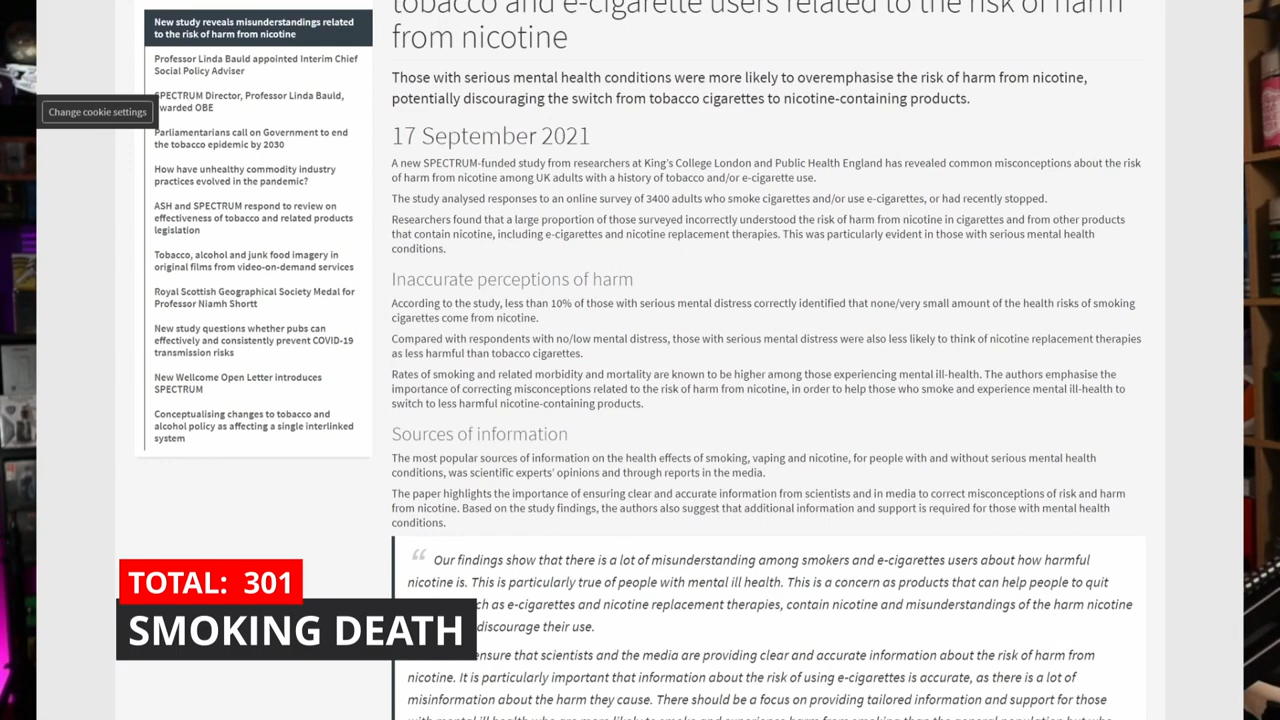 New study reveals misunderstandings related
to the risk of harm from nicotine
Professor Linda Bauld appointed Interim Chief
Social Policy Adviser
SPECTRUM Director, Professor Linda Bauld,
warded OBE
Change cookie settings
Parliamentarians call on Government to end
the tobacco epidemic by 2030
How have unhealthy commodity industry
practices evolved in the pandemic?
ASH and SPECTRUM respond to review on
effectiveness of tobacco and related products
legislation
Tobacco, alcohol and junk food imagery in
original films from video-on-demand services
Royal Scottish Geographical Society Medal for
Professor Niamh Shortt
New study questions whether pubs can
effectively and consistently prevent COVID-19
transmission risks
New Wellcome Open Letter introduces
SPECTRUM
Conceptualising changes to tobacco and
alcohol policy as affecting a single interlinked
system
tobacco and e-cigarette users related to the risk of harm
from nicotine
Those with serious mental health conditions were more likely to overemphasise the risk of harm from nicotine,
potentially discouraging the switch from tobacco cigarettes to nicotine-containing products.
17 September 2021
A new SPECTRUM-funded study from researchers at King's College London and Public Health England has revealed common misconceptions about the risk
of harm from nicotine among UK adults with a history of tobacco and/or e-cigarette use.
The study analysed responses to an online survey of 3400 adults who smoke cigarettes and/or use e-cigarettes, or had recently stopped.
Researchers found that a large proportion of those surveyed incorrectly understood the risk of harm from nicotine in cigarettes and from other products
that contain nicotine, including e-cigarettes and nicotine replacement therapies. This was particularly evident in those with serious mental health
conditions.
Inaccurate perceptions of harm
According to the study, less than 10% of those with serious mental distress correctly identified that none/very small amount of the health risks of smoking
cigarettes come from nicotine.
Compared with respondents with no/low mental distress, those with serious mental distress were also less likely to think of nicotine replacement therapies
as less harmful than tobacco cigarettes.
Rates of smoking and related morbidity and mortality are known to be higher among those experiencing mental ill-health. The authors emphasise the
importance of correcting misconceptions related to the risk of harm from nicotine, in order to help those who smoke and experience mental ill-health to
switch to less harmful nicotine-containing products.
Sources of information
The most popular sources of information on the health effects of smoking, vaping and nicotine, for people with and without serious mental health
conditions, was scientific experts' opinions and through reports in the media.
The paper highlights the importance of ensuring clear and accurate information from scientists and in media to correct misconceptions of risk and harm
from nicotine. Based on the study findings, the authors also suggest that additional information and support is required for those with mental health
conditions.
“ Our findings show that there is a lot of misunderstanding among smokers and e-cigarettes users about how harmful
nicotine is. This is particularly true of people with mental ill health. This is a concern as products that can help people to quit
ch as e-cigarettes and nicotine replacement therapies, contain nicotine and misunderstandings of the harm nicotine
discourage their use.
ensure that scientists and the media are providing clear and accurate information about the risk of harm from
nicotine. It is particularly important that information about the risk of using e-cigarettes is accurate, as there is a lot of
misinformation about the harm they cause. There should be a focus on providing tailored information and support for those
TOTAL: 301
SMOKING DEATH